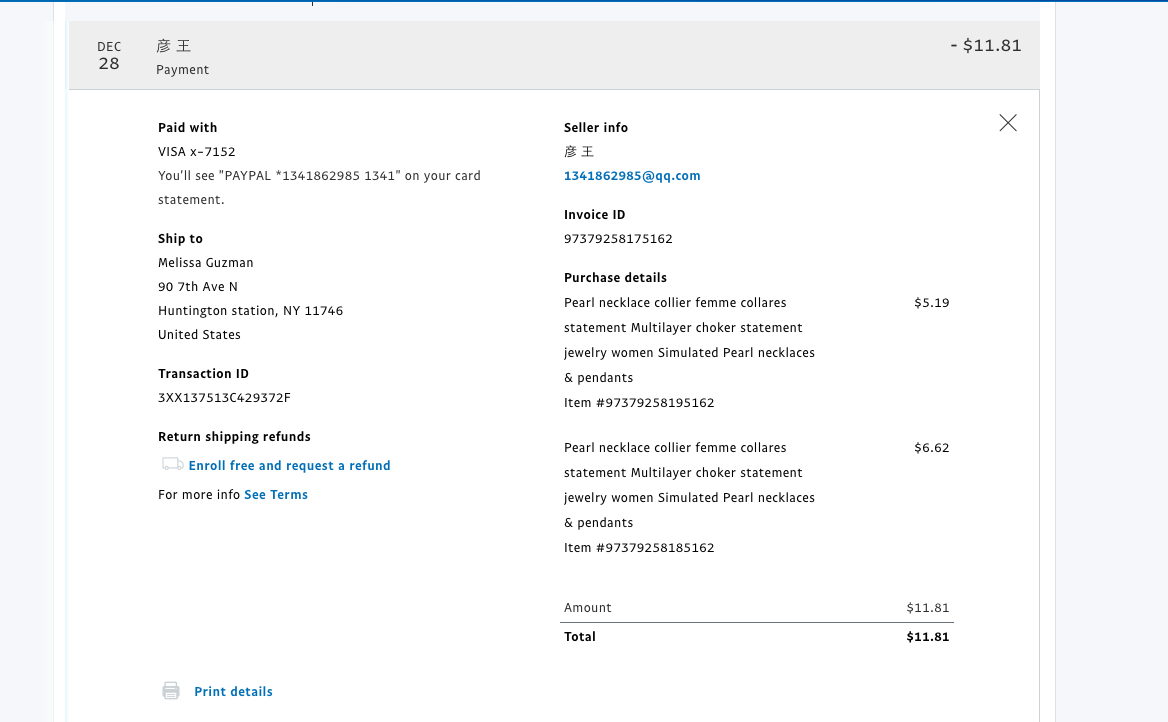 DEC
28
彦 王
Payment
- $11.81
Paid with
VISA x-7152
You'll see "PAYPAL *1341862985 1341" on your card
statement.
Ship to
Melissa Guzman
90 7th Ave N
Huntington station, NY 11746
United States
Transaction ID
3XX137513C429372F
Return shipping refunds
Enroll free and request a refund
For more info See Terms
Seller info
彦 王
1341862985@qq.com
Invoice ID
97379258175162
Purchase details
Pearl necklace collier femme collares $5.19
statement Multilayer choker statement
jewelry women Simulated Pearl necklaces
& pendants
Item #97379258195162
Pearl necklace collier femme collares $6.62
statement Multilayer choker statement
jewelry women Simulated Pearl necklaces
& pendants
Item #97379258185162
Amount $11.81
Total $11.81
Print details